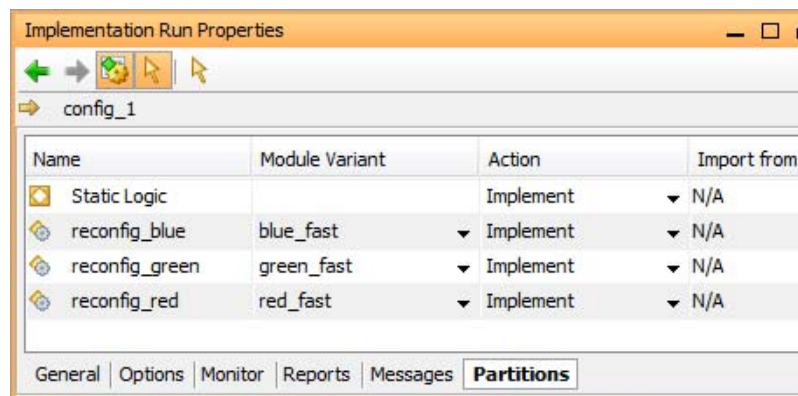 Implementation Run Properties
config_1
Name Module Variant Action Import from
Static Logic Implement N/A
reconfig_blue blue_fast Implement N/A
reconfig_green green_fast Implement N/A
reconfig_red red_fast Implement N/A
General Options Monitor Reports Messages Partitions